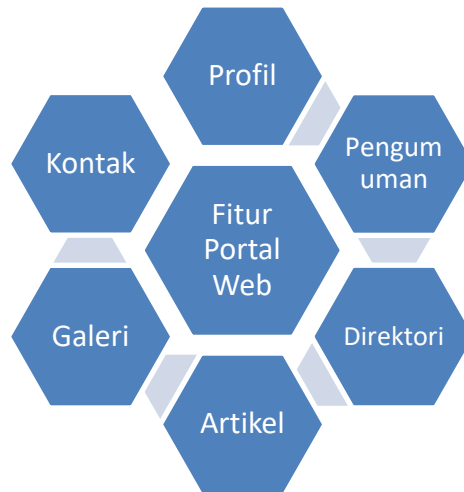 Profil
Pengum
uman
Direktori
Artikel
Galeri
Kontak
Fitur
Portal
Web